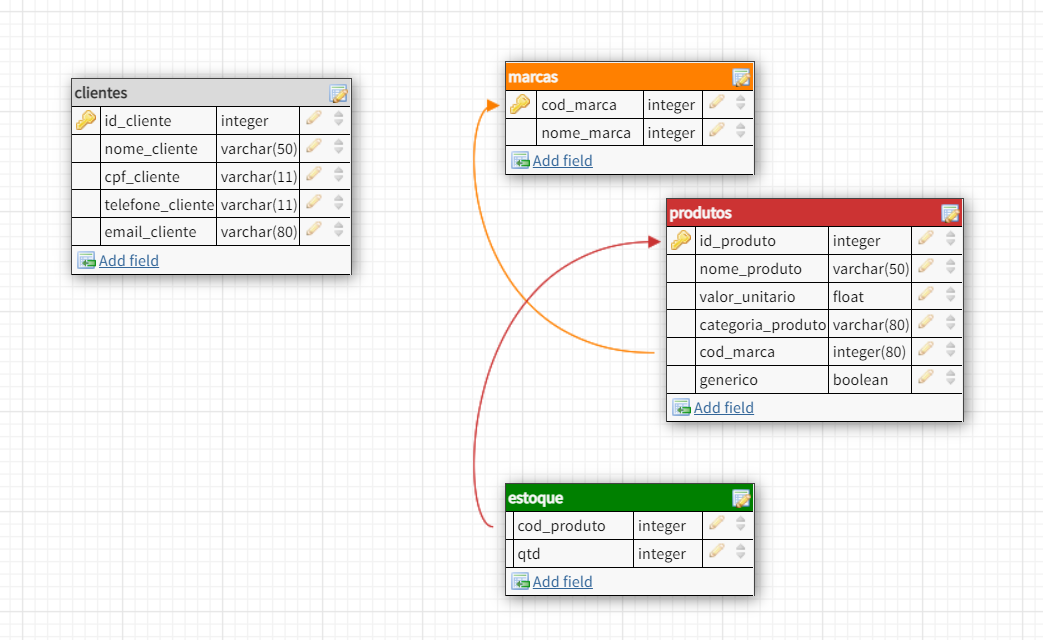 clientes
id_cliente integer
nome_cliente varchar(50)
cpf_cliente varchar(11)
telefone_cliente varchar(11)
email_cliente varchar(80)
Add field
marcas
cod_marca integer
nome_marca integer
Add field
produtos
id_produto integer
nome_produto varchar(50)
valor_unitario float
categoria_produto varchar(80)
cod_marca integer(80)
generico boolean
Add field
estoque
cod_produto integer
qtd integer
Add field